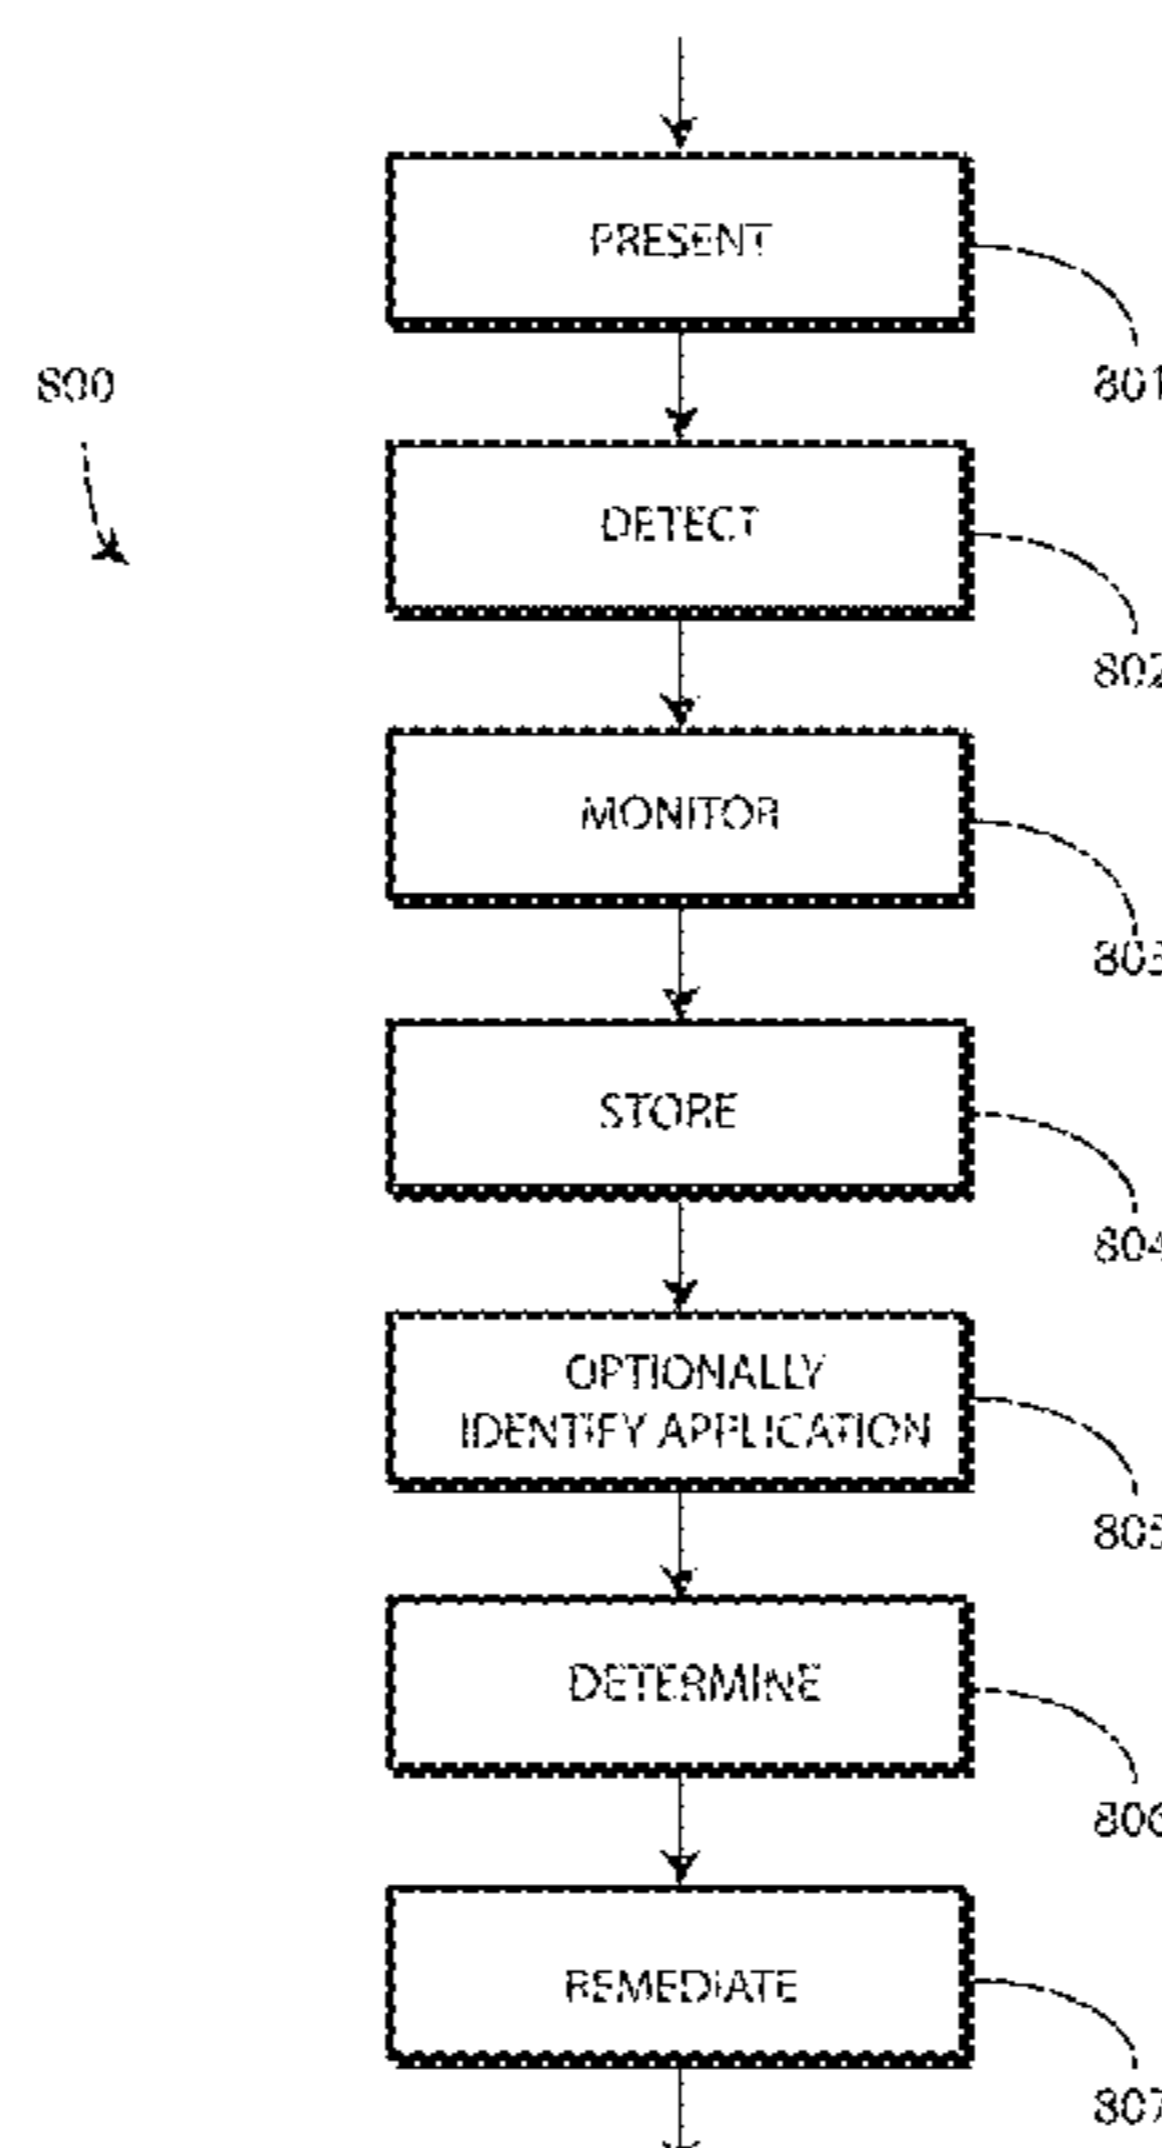 PRESENT
801
800
DETECT
802
MONITOR
803
STORE
804
OPTIONALLY
IDENTIFY APPLICATION
805
DETERMINE
806
REMEDIATE
807